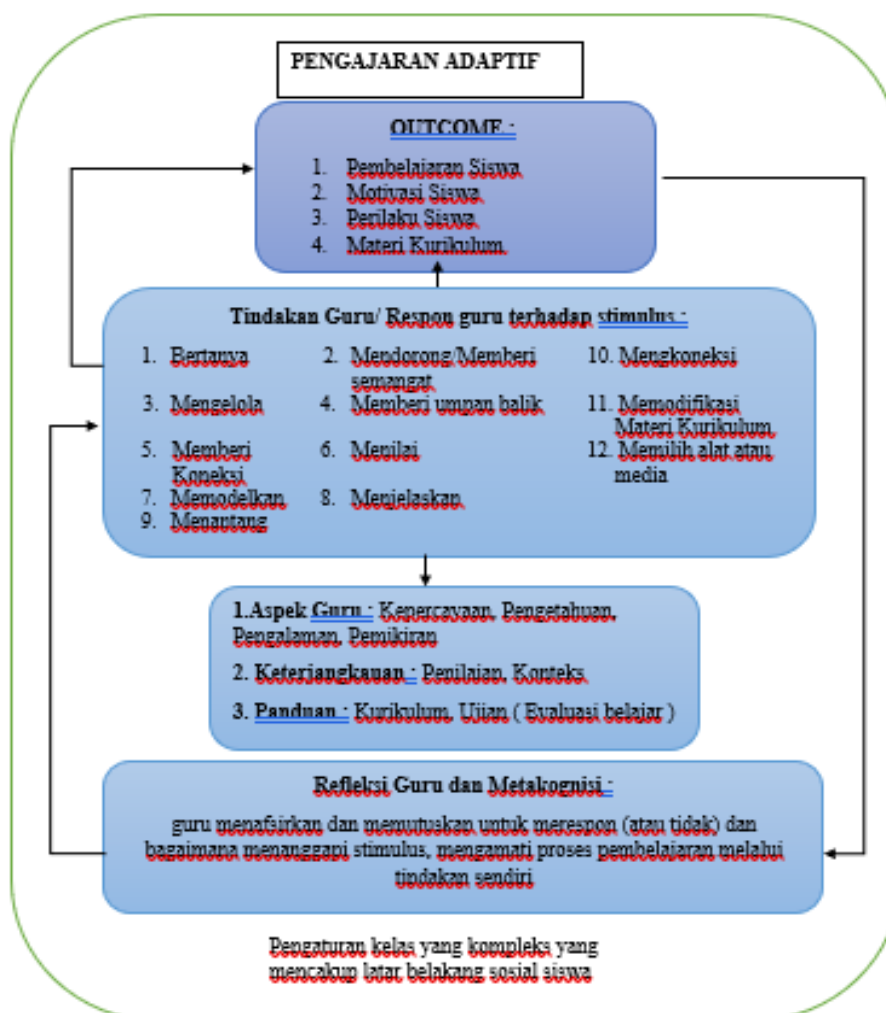 PENGAJARAN ADAPTIF
OUTCOME :
1. Pembelajaran Siswa
2. Motivasi Siswa
3. Perilaku Siswa
4. Materi Kurikulum
Tindakan Guru/ Respon guru terhadap stimulus :
1. Bertanya
2. Mendorong/Memberi
semangat
10. Mengkoneksi
3. Mengelola
4. Memberi umpan balik
11. Memodifikasi
Materi Kurikulum
5. Memberi
Koneksi
6. Menilai
12. Memilih alat atau
media
7. Memodelkan
8. Menjelaskan
9. Menantang
1.Aspek Guru : Kepercayaan, Pengetahuan,
Pengalaman, Pemikiran
2. Keterjangkauan : Penilaian, Konteks
3. Panduan : Kurikulum, Ujian ( Evaluasi belajar )
Refleksi Guru dan Metakognisi :
guru menafsirkan dan memutuskan untuk merespon (atau tidak) dan
bagaimana menanggapi stimulus, mengamati proses pembelajaran melalui
tindakan sendiri
Pengaturan kelas yang kompleks yang
mencakup latar belakang sosial siswa